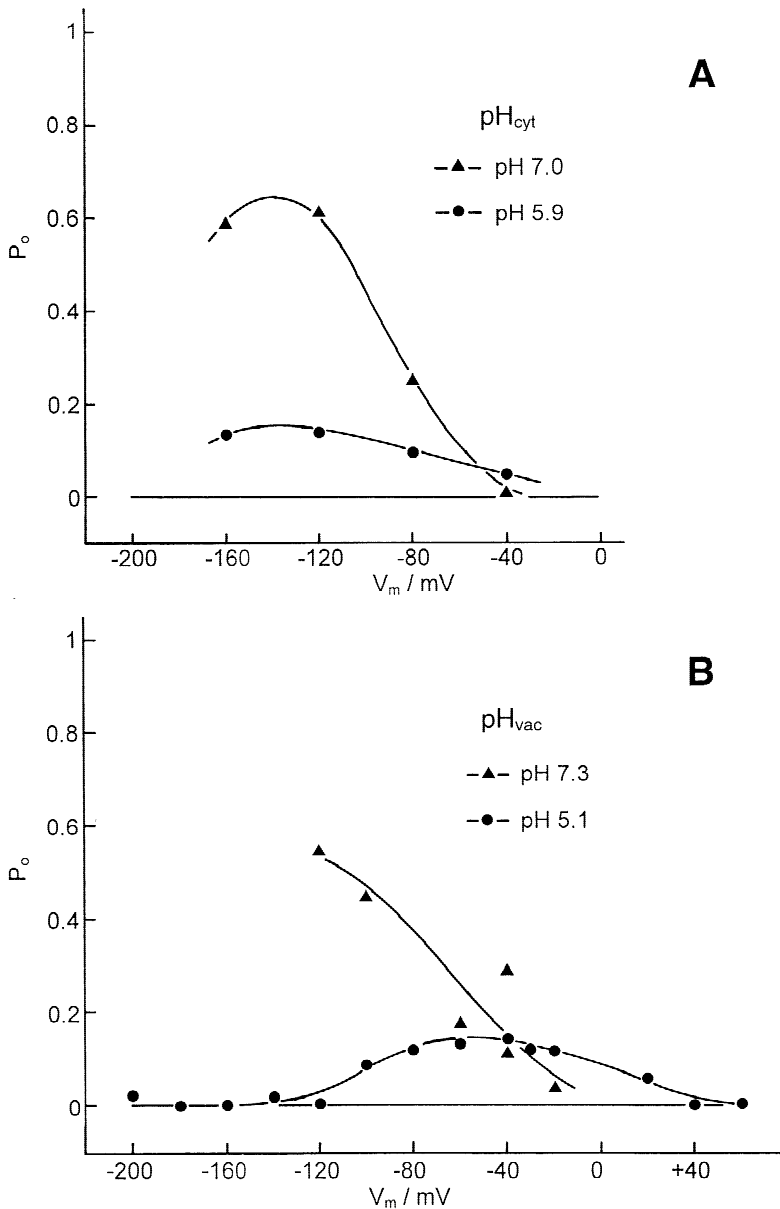 A
1
0.8
0.6
0.4
0.2
0
Pₒ
pHcyt
pH 7.0
pH 5.9
-200 -160 -120 -80 -40 0
Vₘ / mV
B
1
0.8
0.6
0.4
0.2
0
Pₒ
pHvac
pH 7.3
pH 5.1
-200 -160 -120 -80 -40 0 +40
Vₘ / mV